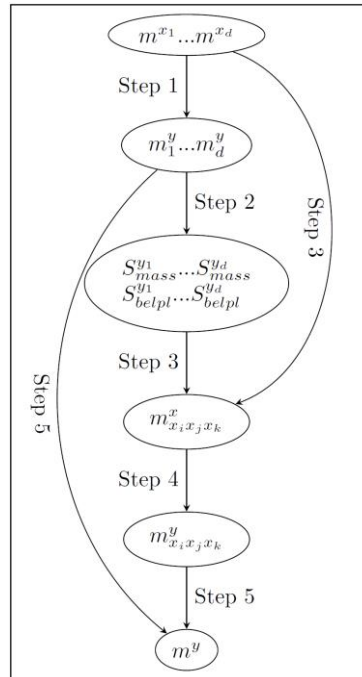 m^{x_1}...m^{x_d}
Step 1
m_1^y...m_d^y
Step 2
Step 3
S_{mass}^{y_1}...S_{mass}^{y_d}
S_{belpl}^{y_1}...S_{belpl}^{y_d}
Step 3
Step 5
m_{x_i x_j x_k}^x
Step 4
m_{x_i x_j x_k}^y
Step 5
m^y